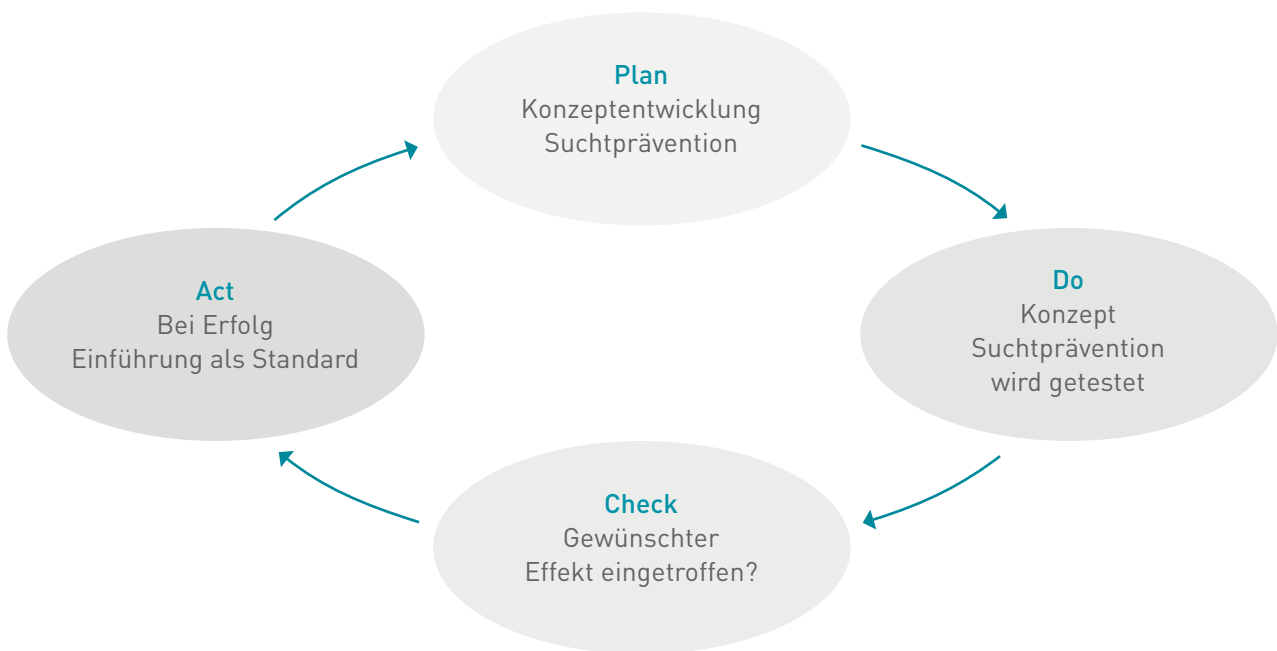 Plan
Konzeptentwicklung
Suchtprävention
Do
Konzept
Suchtprävention
wird getestet
Check
Gewünschter
Effekt eingetroffen?
Act
Bei Erfolg
Einführung als Standard